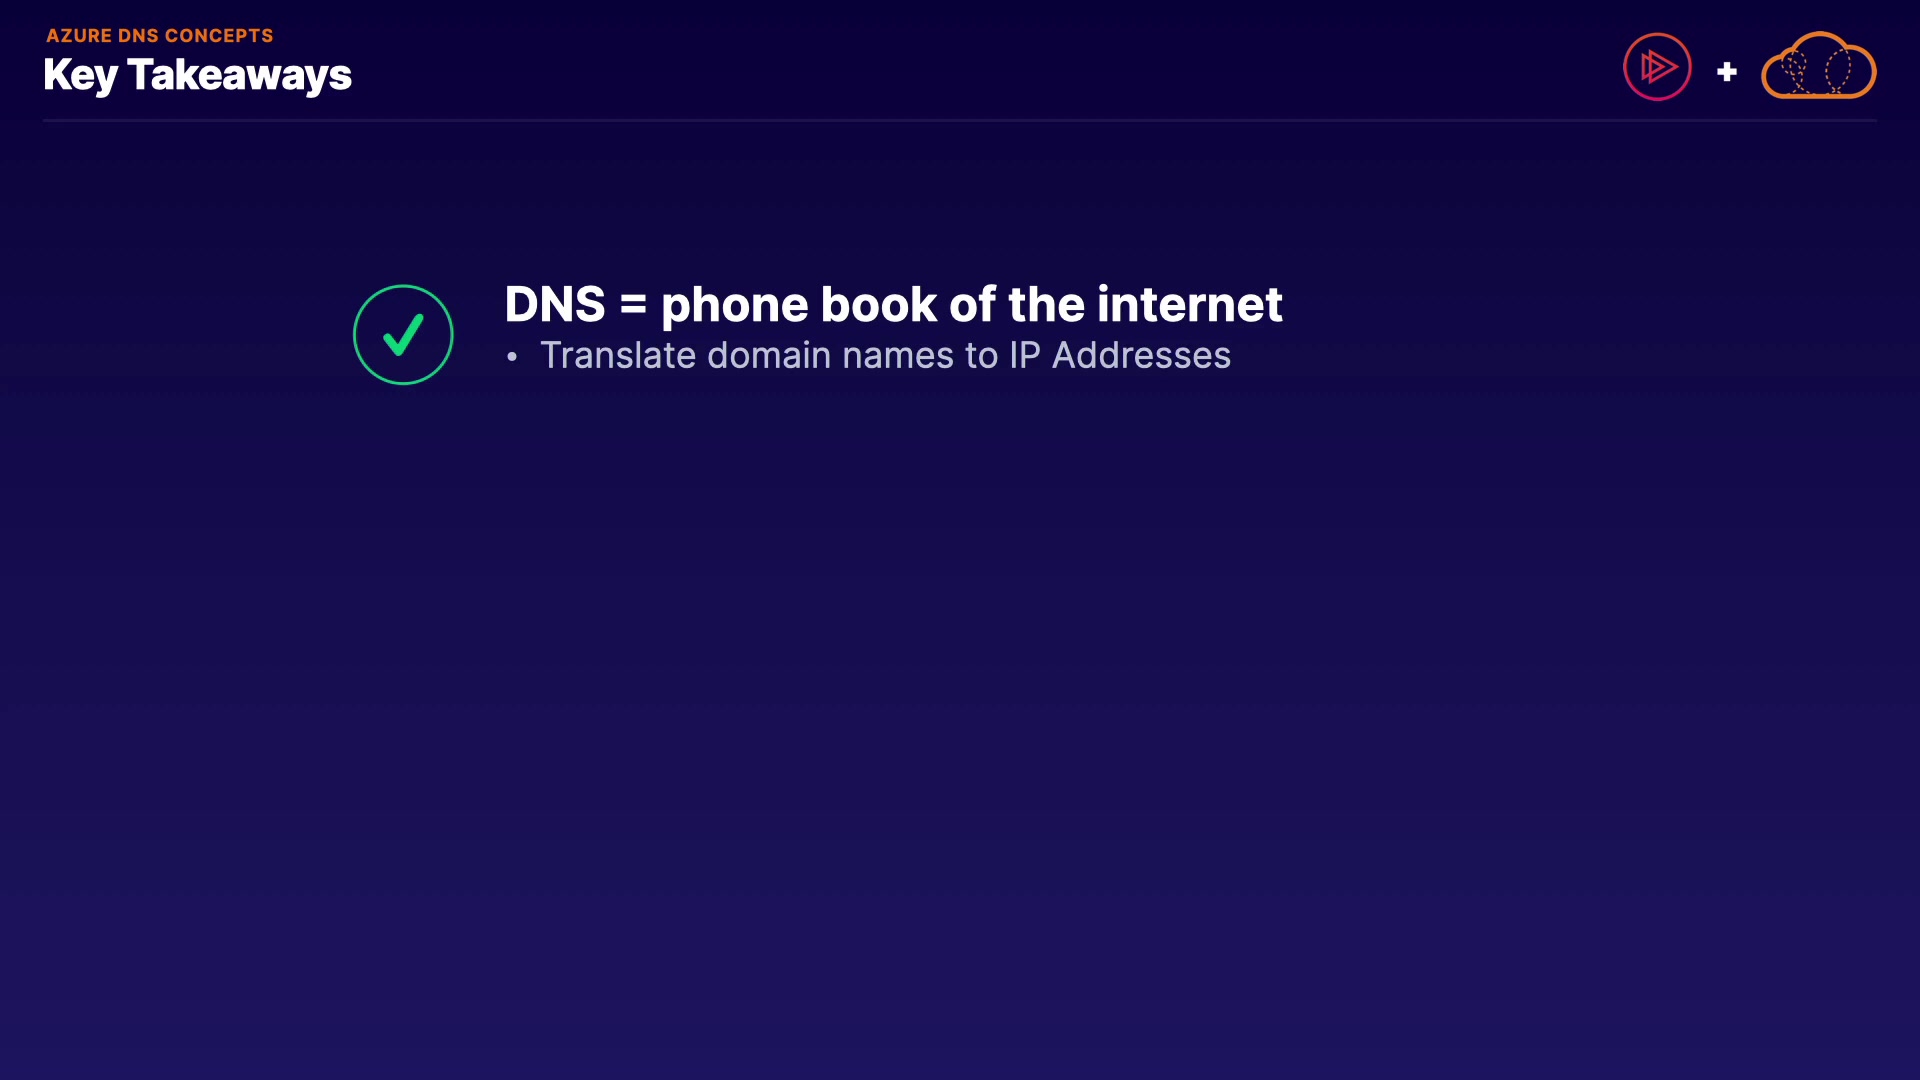 AZURE DNS CONCEPTS
Key Takeaways
DNS = phone book of the internet
• Translate domain names to IP Addresses